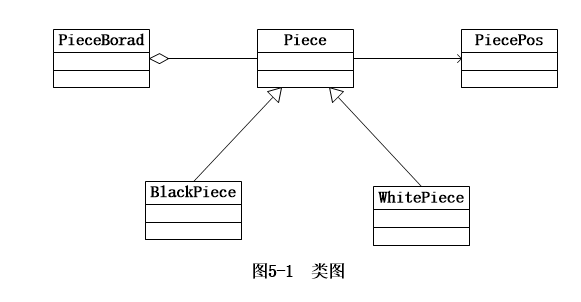 PieceBorad
Piece
PiecePos
BlackPiece
WhitePiece
图5-1 类图